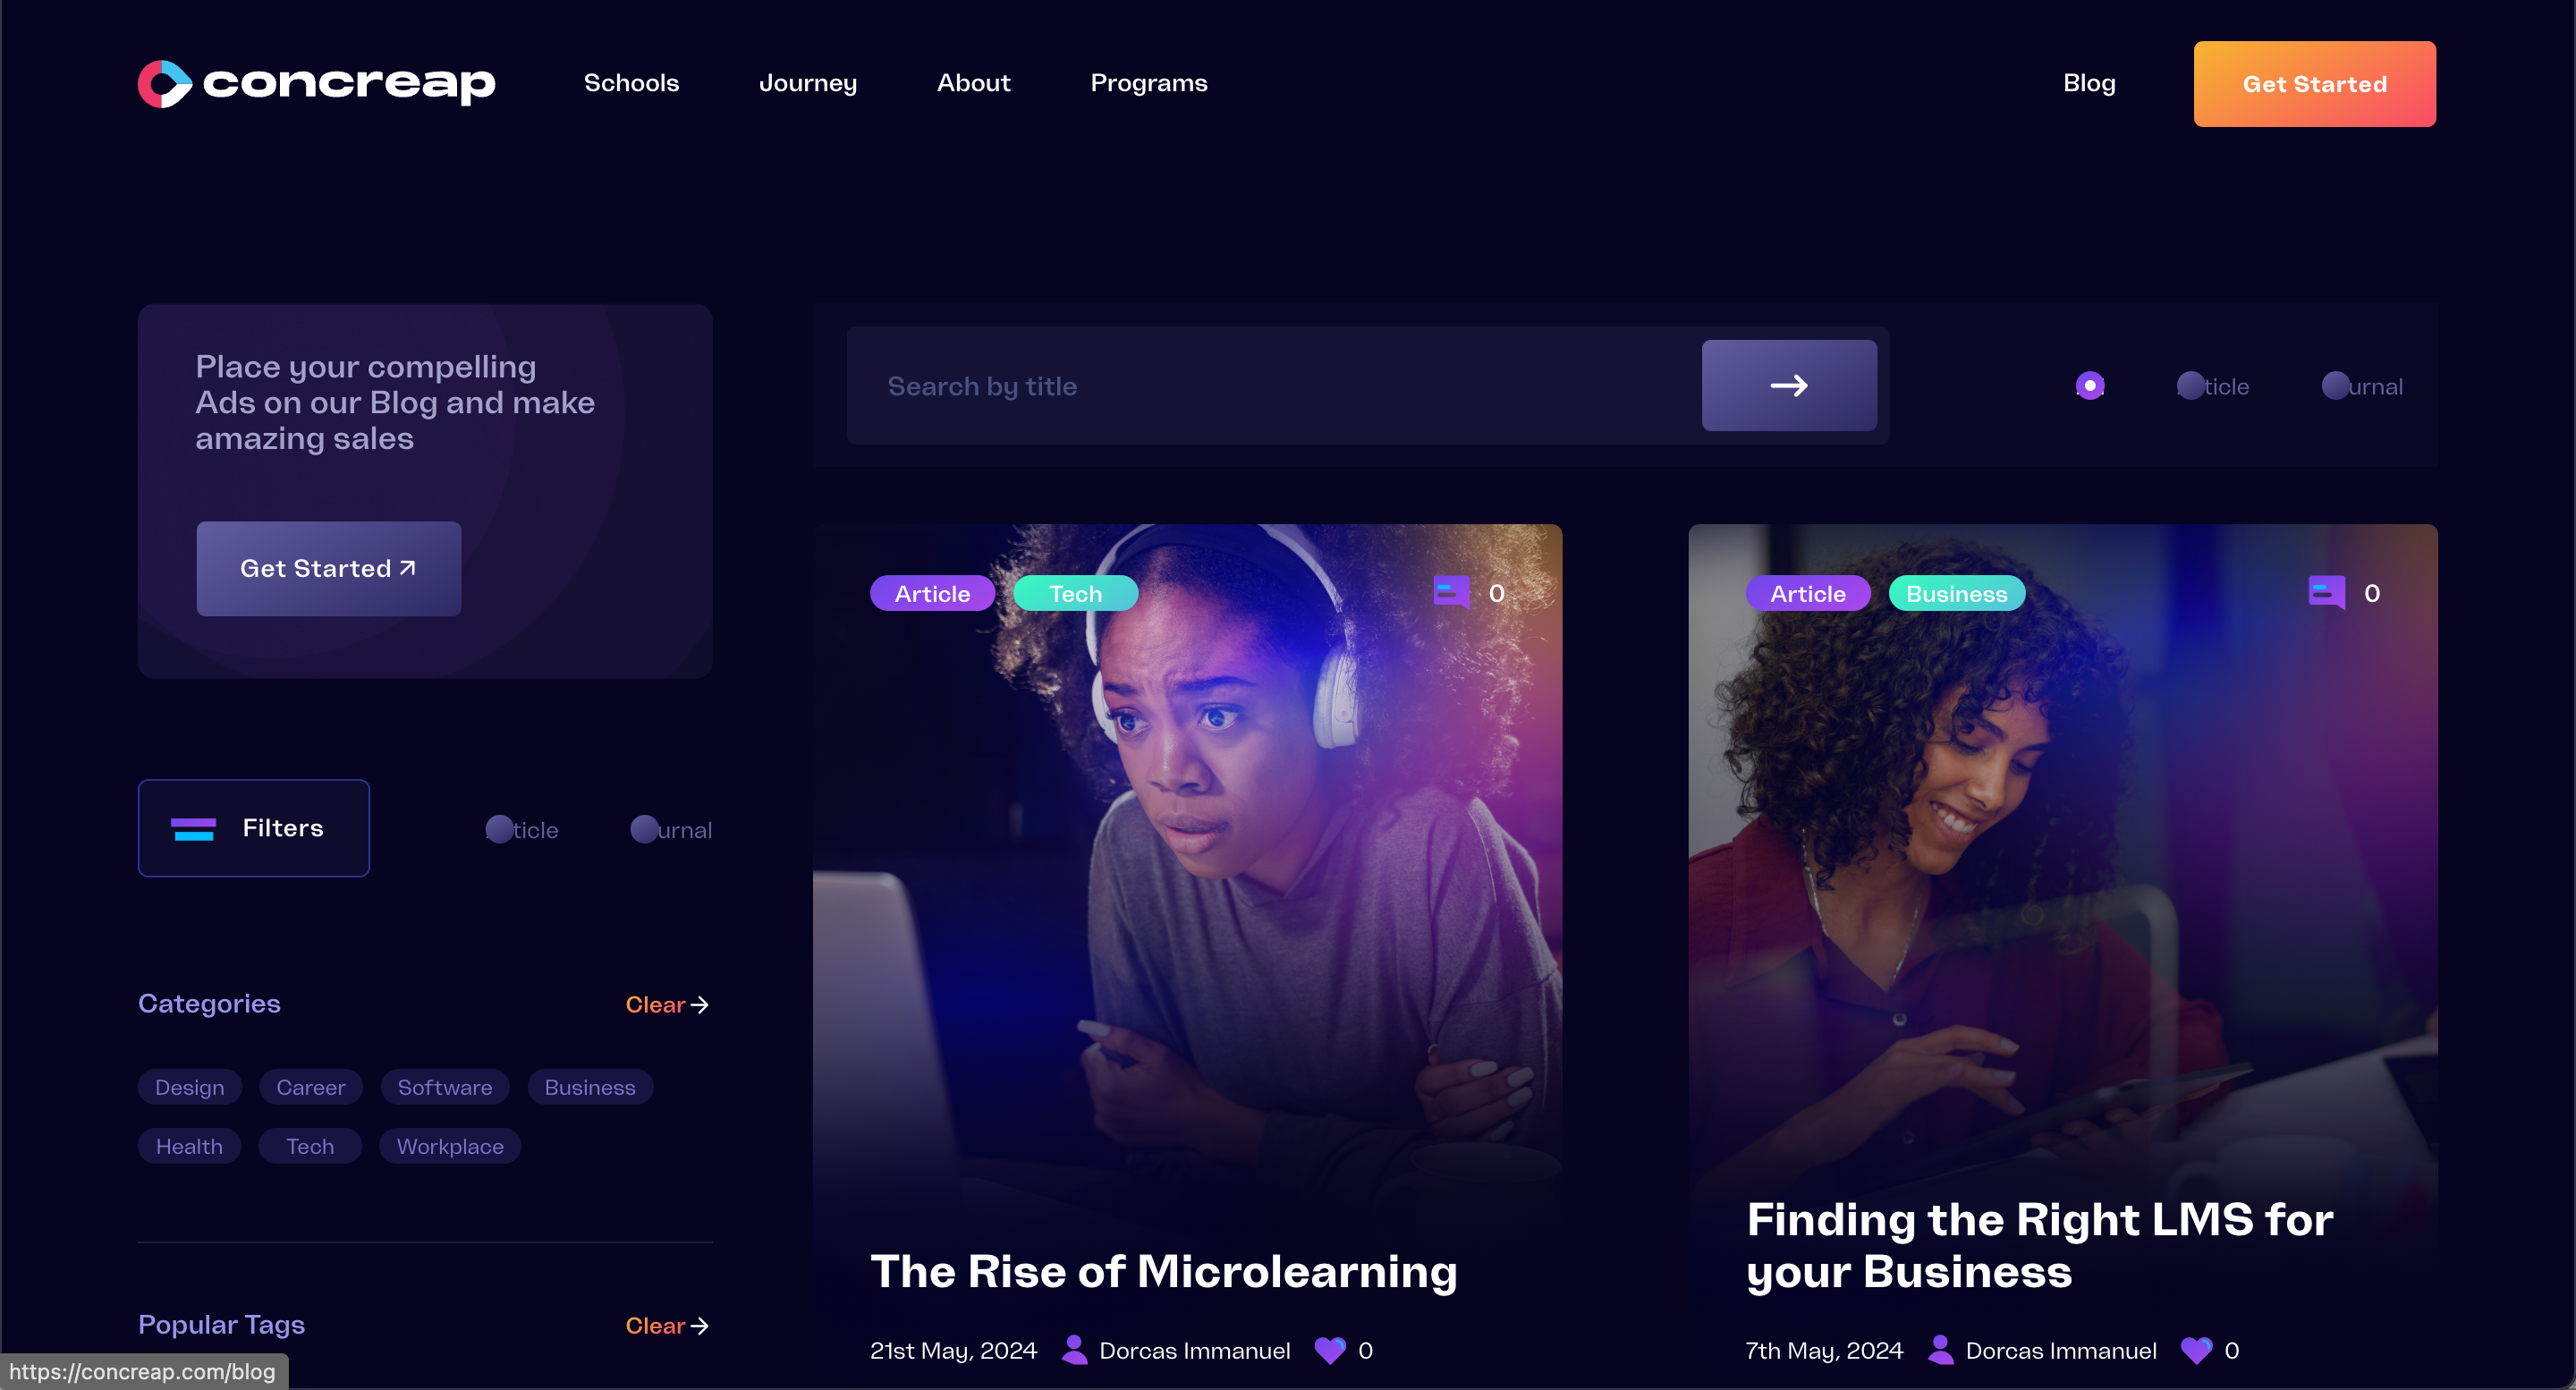 concreap
Schools
Journey
About
Programs
Blog
Get Started
Place your compelling
Ads on our Blog and make
amazing sales
Get Started
Search by title
ticle
urnal
Filters
ticle
urnal
Categories
Clear
Design
Career
Software
Business
Health
Tech
Workplace
Popular Tags
Clear
Article
Tech
0
The Rise of Microlearning
21st May, 2024
Dorcas Immanuel
0
Article
Business
0
Finding the Right LMS for
your Business
7th May, 2024
Dorcas Immanuel
0
https://concreap.com/blog